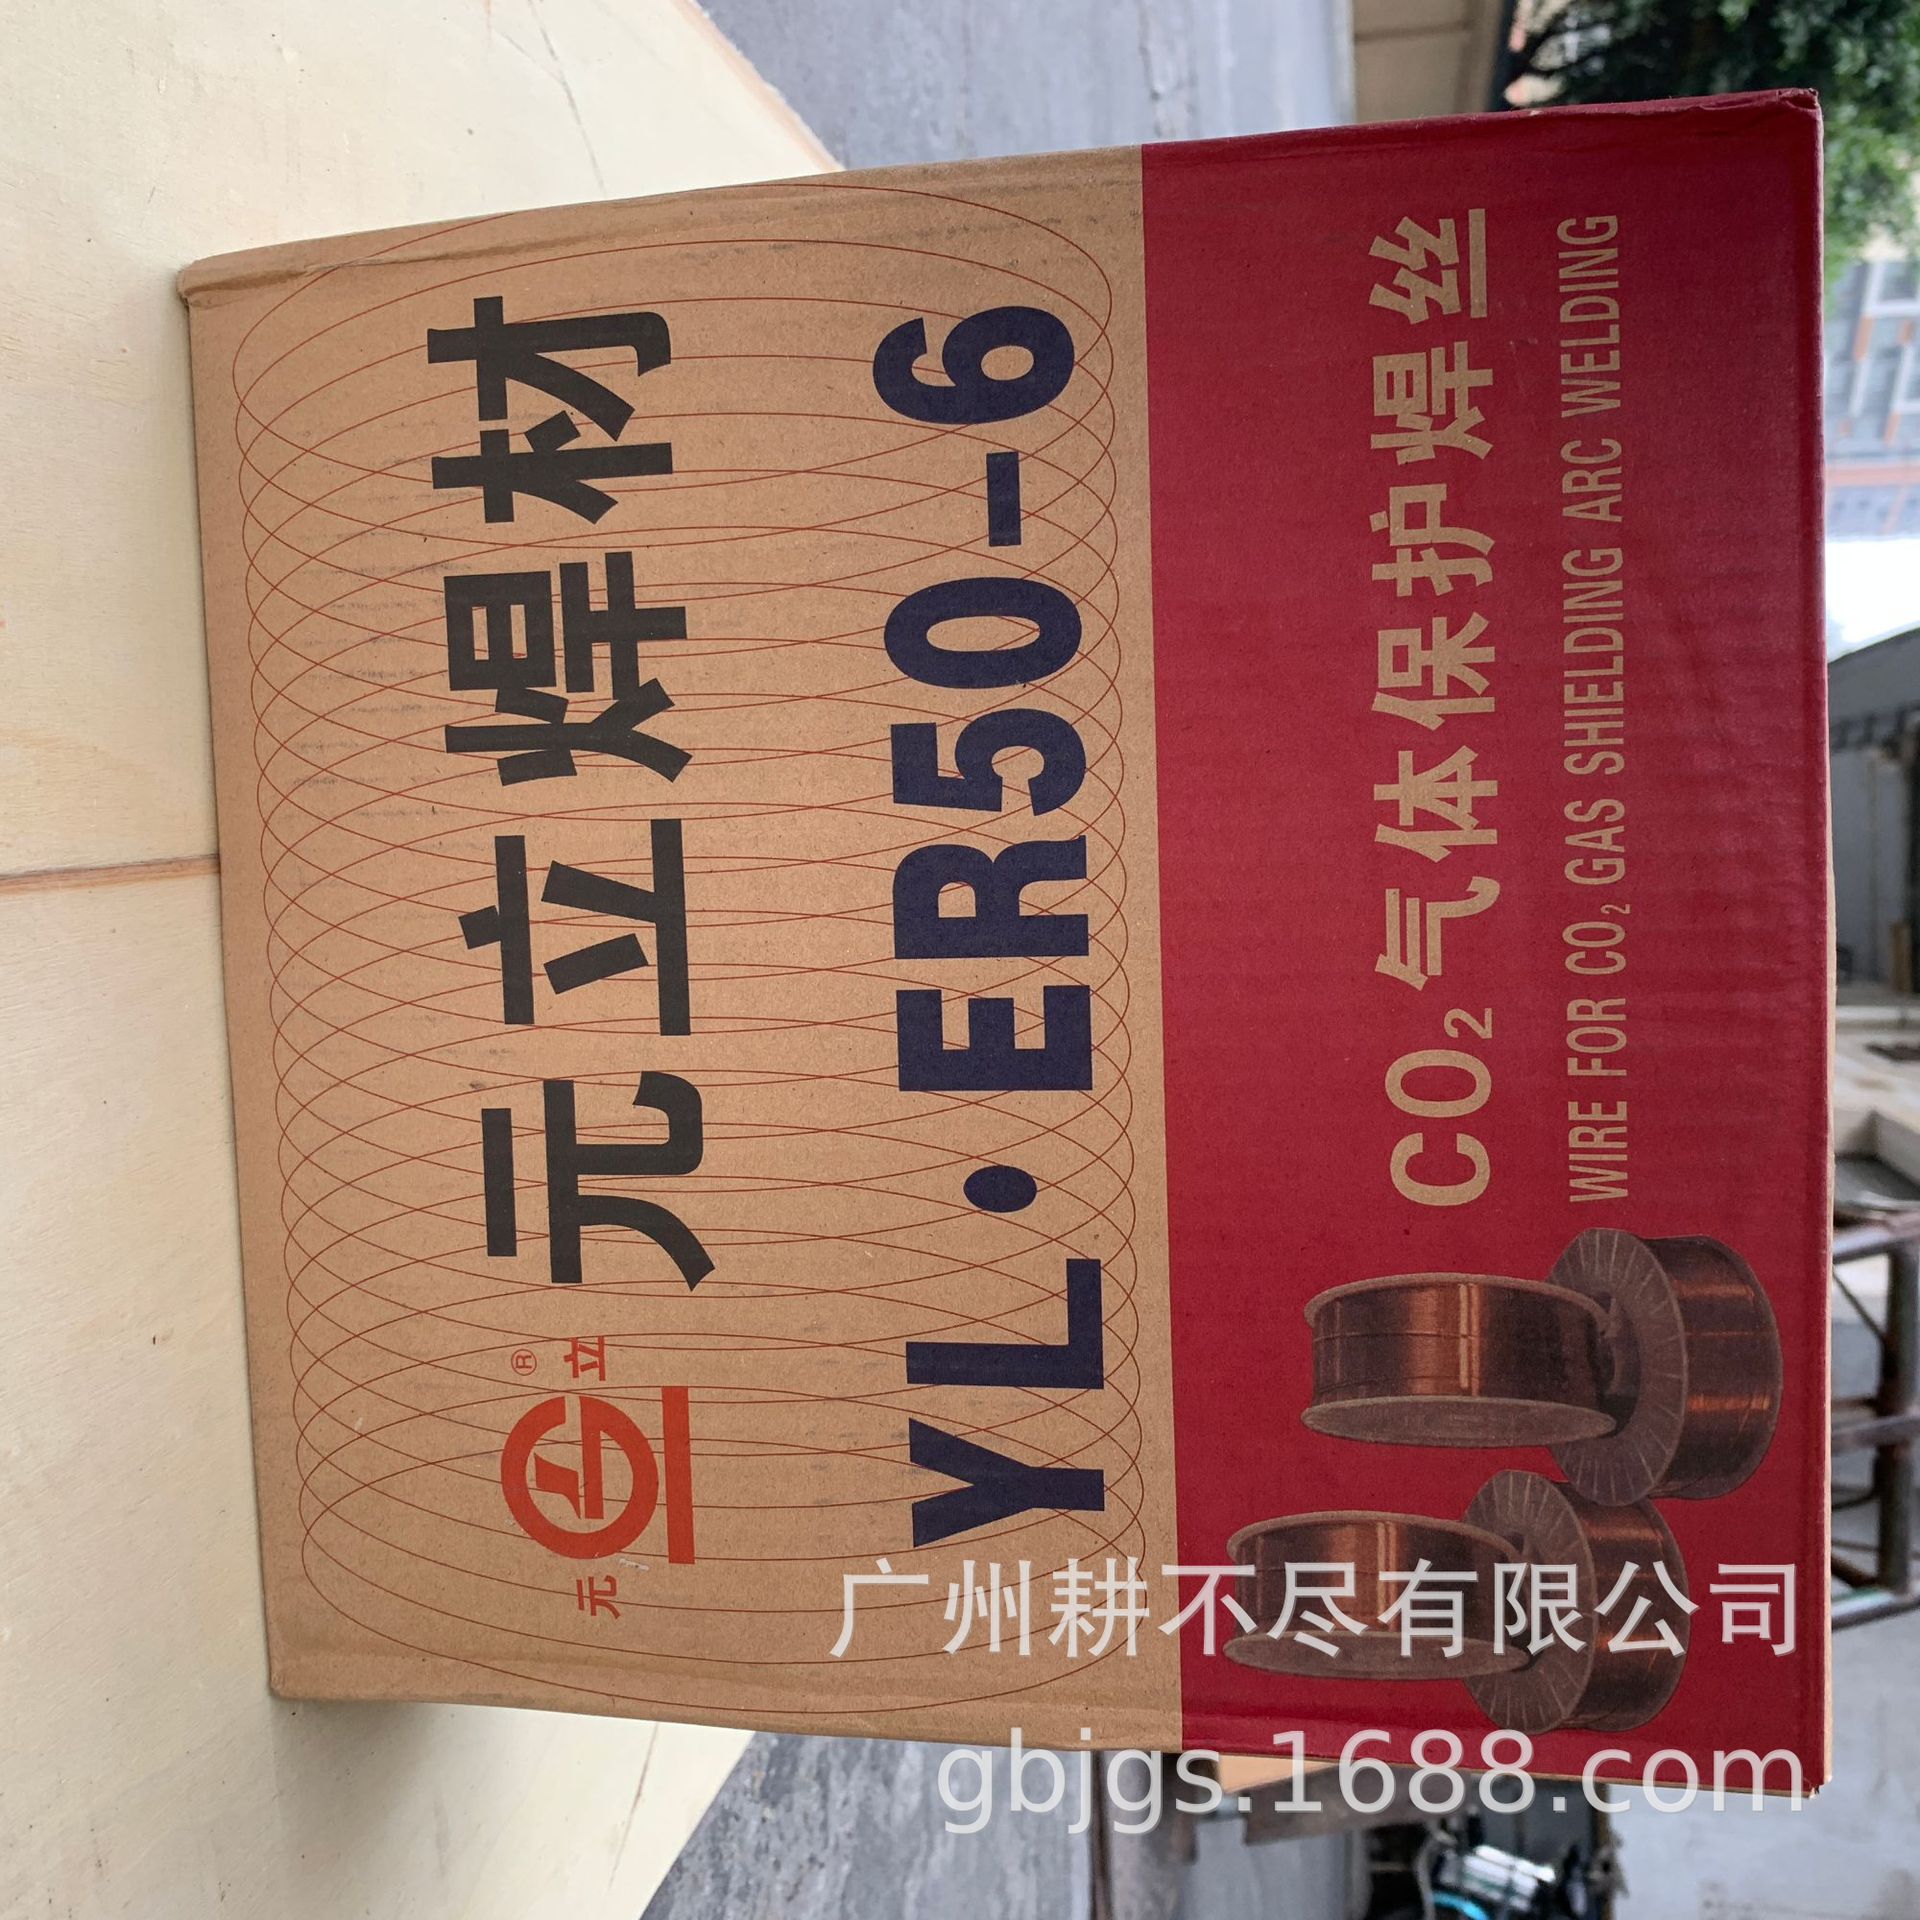 元 立 ®
元立焊材
YL·ER50-6
CO₂气体保护焊丝
WIRE FOR CO₂ GAS SHIELDING ARC WELDING
广州耕不尽有限公司
gbjgs.1688.com